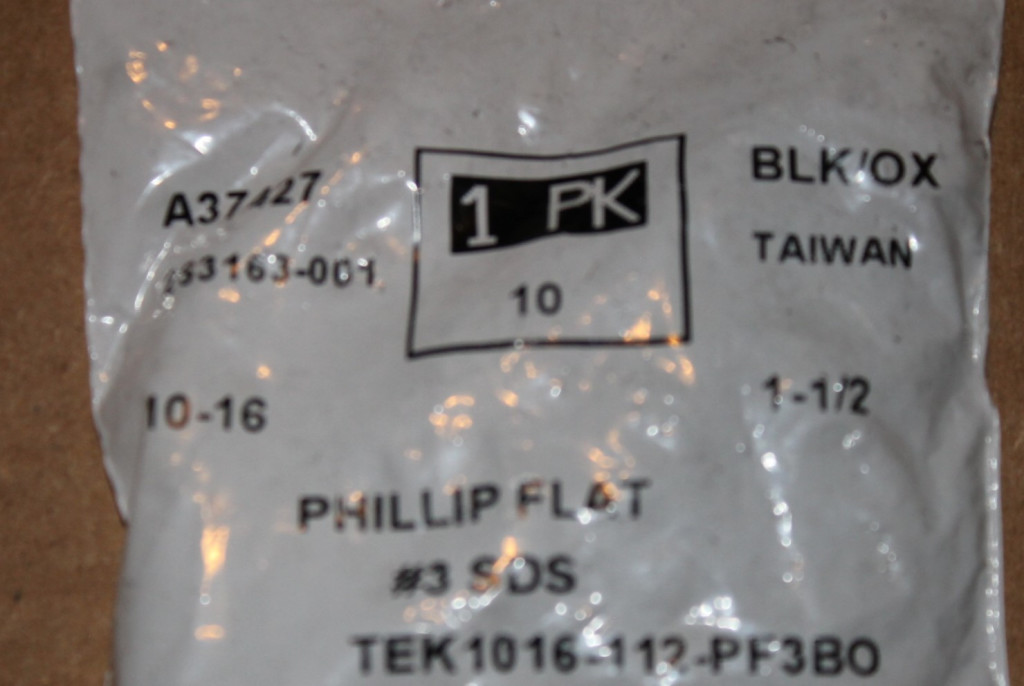 A37427
1 PK
10
BLK/OX
TAIWAN
10-16
1-1/2
PHILLIP FLAT
#3 SDS
TEK1016-112-PF3BO